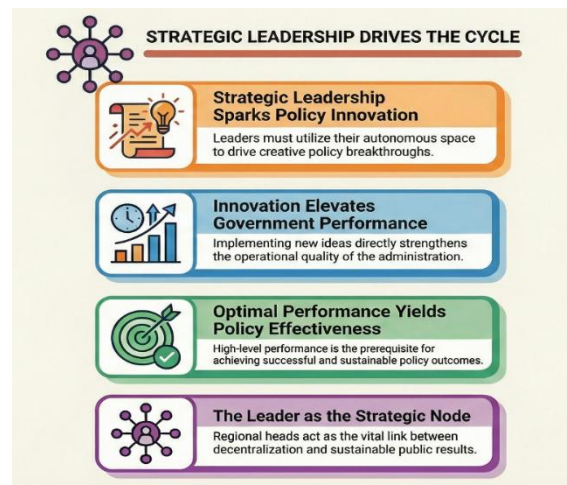 STRATEGIC LEADERSHIP DRIVES THE CYCLE
Strategic Leadership
Sparks Policy Innovation
Leaders must utilize their autonomous space
to drive creative policy breakthroughs.
Innovation Elevates
Government Performance
Implementing new ideas directly strengthens
the operational quality of the administration.
Optimal Performance Yields
Policy Effectiveness
High-level performance is the prerequisite for
achieving successful and sustainable policy outcomes.
The Leader as the Strategic Node
Regional heads act as the vital link between
decentralization and sustainable public results.